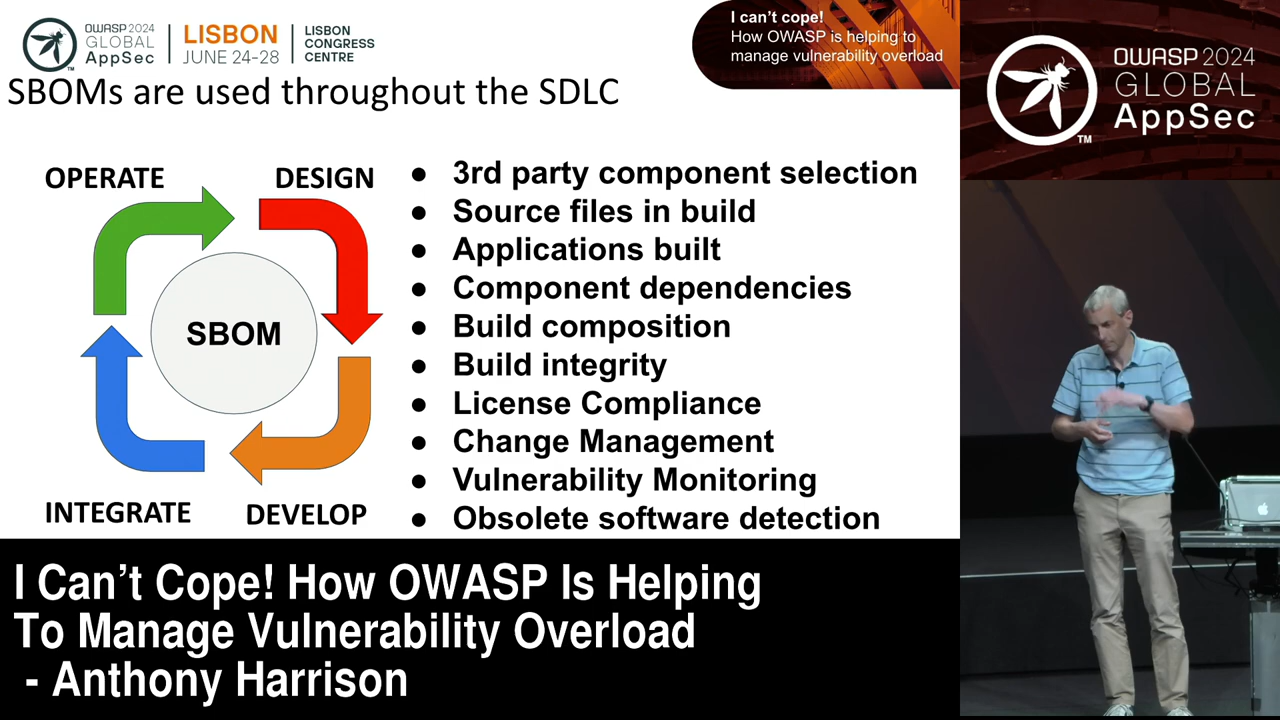 OWASP 2024
GLOBAL
AppSec
TM
LISBON
JUNE 24-28
LISBON
CONGRESS
CENTRE
I can't cope!
How OWASP is helping to
manage vulnerability overload
OWASP 2024
GLOBAL
AppSec
TM
SBOMs are used throughout the SDLC
OPERATE
DESIGN
SBOM
INTEGRATE
DEVELOP
● 3rd party component selection
● Source files in build
● Applications built
● Component dependencies
● Build composition
● Build integrity
● License Compliance
● Change Management
● Vulnerability Monitoring
● Obsolete software detection
I Can't Cope! How OWASP Is Helping
To Manage Vulnerability Overload
- Anthony Harrison